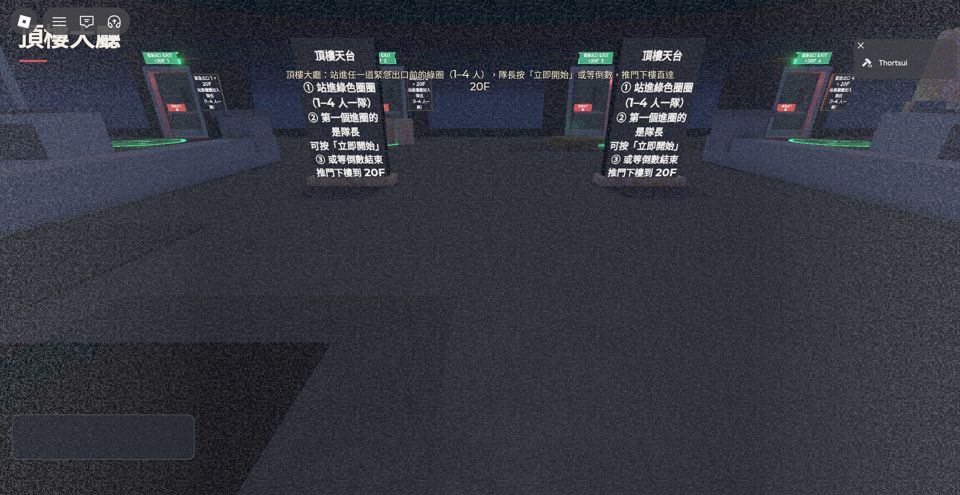 頂樓大廳
頂樓大廳：站進任一道緊急出口前的綠圈（1–4 人），隊長按「立即開始」或等倒數，推門下樓直達
20F
頂樓天台
① 站進綠色圈圈
（1–4 人一隊）
② 第一個進圈的
是隊長
可按「立即開始」
③ 或等倒數結束
推門下樓到 20F
頂樓天台
① 站進綠色圈圈
（1–4 人一隊）
② 第一個進圈的
是隊長
可按「立即開始」
③ 或等倒數結束
推門下樓到 20F
Thortsui